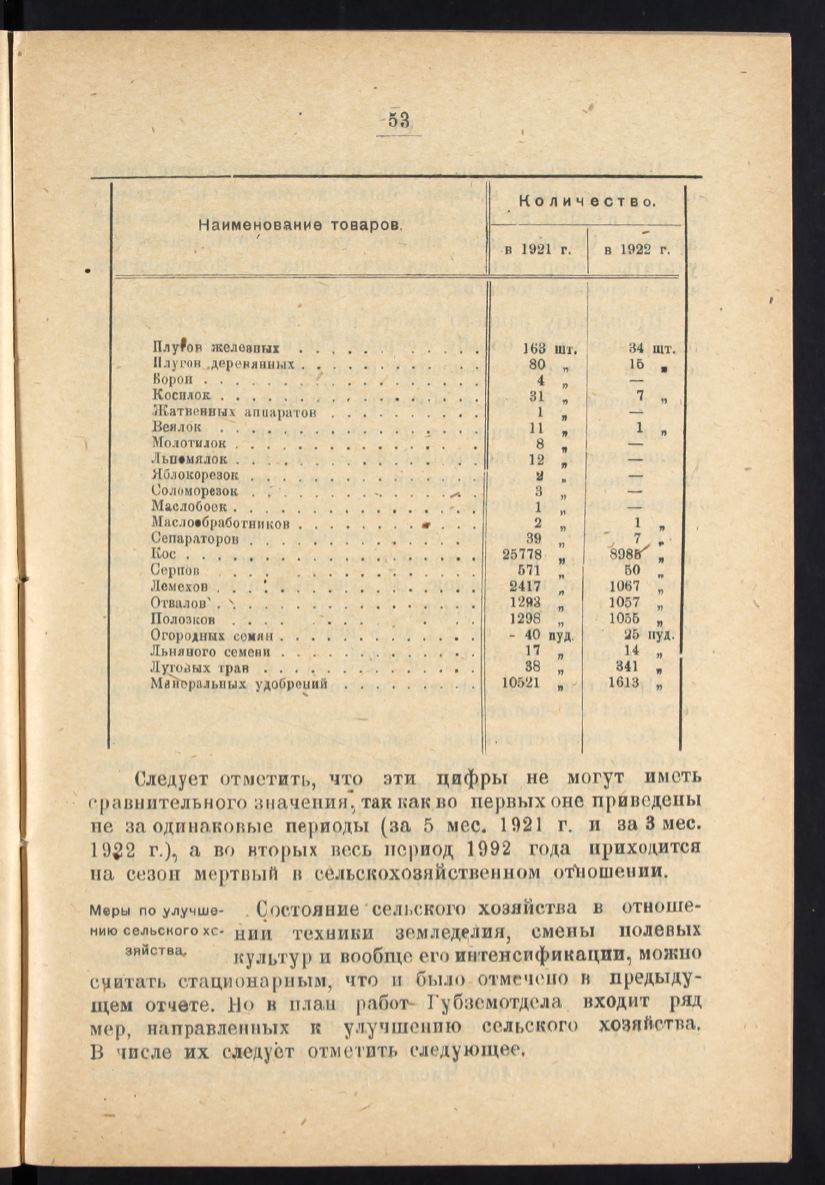 53
Наименование товаров.
Количество.
в 1921 г. в 1922 г.
Плугов железных 163 шт. 34 шт.
Плугов деревянных 80 „ 15 „
Борон 4 „ —
Косилок 31 „ 7 „
Жатвенных аппаратов 1 „ —
Веялок 11 „ 1 „
Молотилок 8 „ —
Льномялок 12 „ —
Яблокорезок 2 „ —
Соломорезок 3 „ —
Маслобоек 1 „ —
Маслообработников 2 „ 1 „
Сепараторов 39 „ 7 „
Кос 25778 „ 8985 „
Серпов 571 „ 50 „
Лемехов 2417 „ 1067 „
Отвалов 1293 „ 1057 „
Полозков 1298 „ 1055 „
Огородных семян 40 пуд. 25 пуд.
Льняного семени 17 „ 14 „
Луговых трав 38 „ 341 „
Минеральных удобрений 10521 „ 1613 „
Следует отметить, что эти цифры не могут иметь
сравнительного значения, так как во первых оне приведены
не за одинаковые периоды (за 5 мес. 1921 г. и за 3 мес.
1922 г.), а во вторых весь период 1992 года приходится
на сезон мертвый в сельскохозяйственном отношении.
Меры по улучше-
нию сельского хо-
зяйства.
Состояние сельского хозяйства в отноше-
нии техники земледелия, смены полевых
культур и вообще его интенсификации, можно
считать стационарным, что и было отмечено в предыду-
щем отчете. Но в план работ Губземотдела входит ряд
мер, направленных к улучшению сельского хозяйства.
В числе их следует отметить следующее.